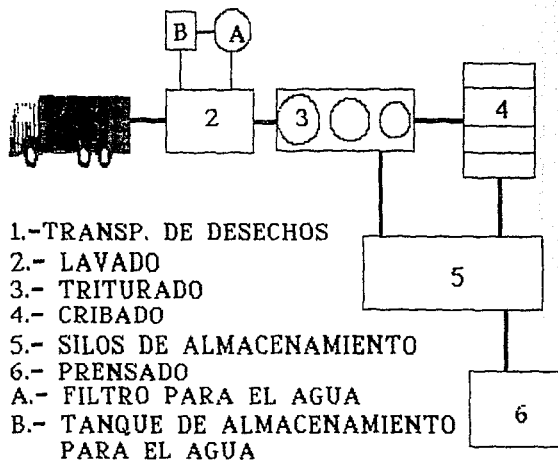 B
A
2
3
4
5
6
1.-TRANSP. DE DESECHOS
2.- LAVADO
3.- TRITURADO
4.- CRIBADO
5.- SILOS DE ALMACENAMIENTO
6.- PRENSADO
A.- FILTRO PARA EL AGUA
B.- TANQUE DE ALMACENAMIENTO
PARA EL AGUA